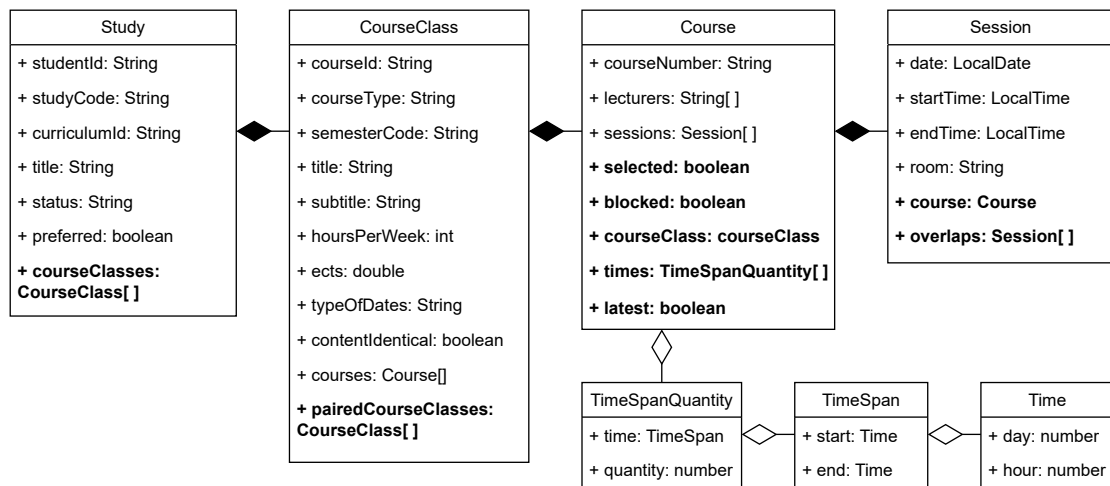 Study
+ studentId: String
+ studyCode: String
+ curriculumId: String
+ title: String
+ status: String
+ preferred: boolean
+ courseClasses:
CourseClass[ ]
CourseClass
+ courseId: String
+ courseType: String
+ semesterCode: String
+ title: String
+ subtitle: String
+ hoursPerWeek: int
+ ects: double
+ typeOfDates: String
+ contentIdentical: boolean
+ courses: Course[]
+ pairedCourseClasses:
CourseClass[ ]
Course
+ courseNumber: String
+ lecturers: String[ ]
+ sessions: Session[ ]
+ selected: boolean
+ blocked: boolean
+ courseClass: courseClass
+ times: TimeSpanQuantity[ ]
+ latest: boolean
Session
+ date: LocalDate
+ startTime: LocalTime
+ endTime: LocalTime
+ room: String
+ course: Course
+ overlaps: Session[ ]
TimeSpanQuantity
+ time: TimeSpan
+ quantity: number
TimeSpan
+ start: Time
+ end: Time
Time
+ day: number
+ hour: number